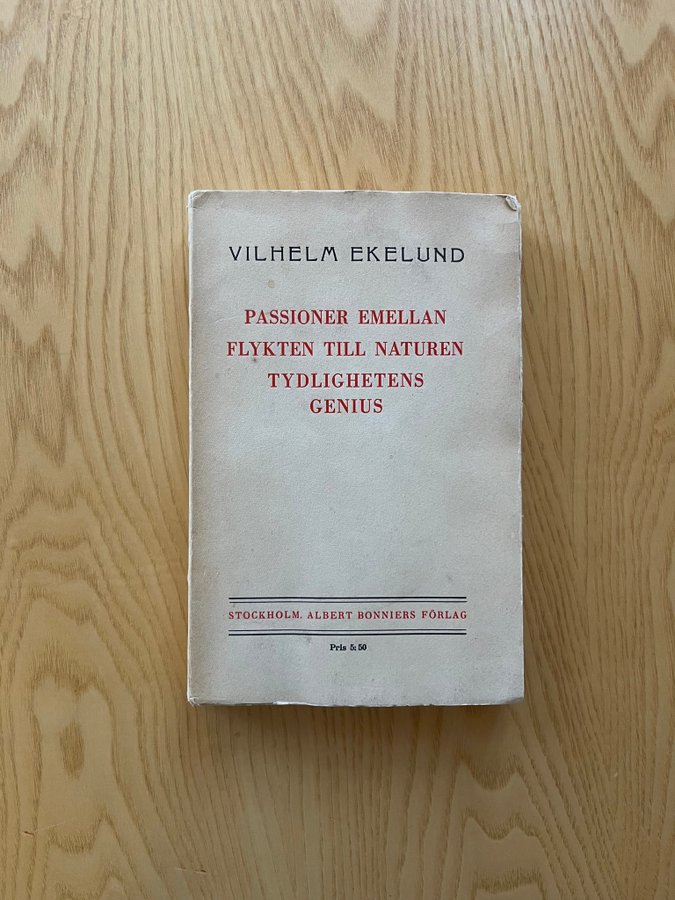 VILHELM EKELUND
PASSIONER EMELLAN
FLYKTEN TILL NATUREN
TYDLIGHETENS
GENIUS
STOCKHOLM. ALBERT BONNIERS FÖRLAG
Pris 5: 50